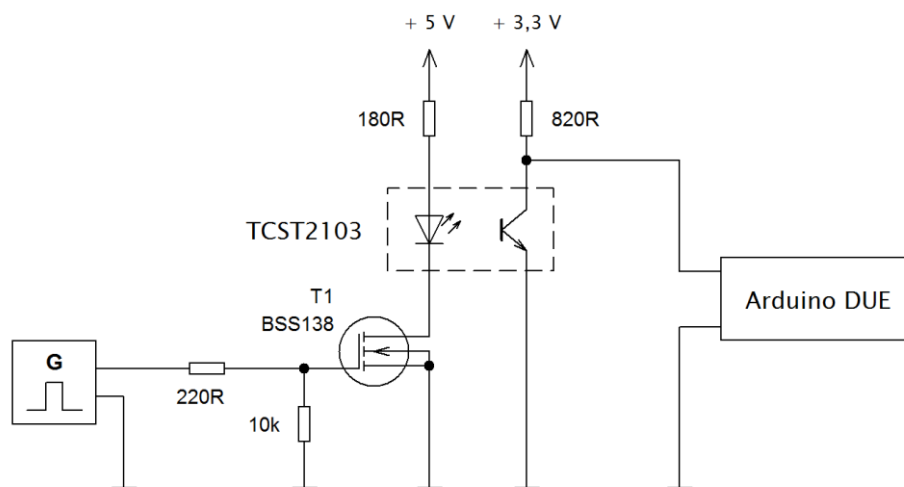 + 5 V
+ 3,3 V
180R
820R
TCST2103
T1
BSS138
Arduino DUE
G
220R
10k